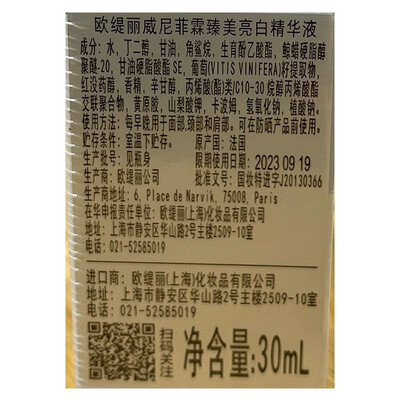 欧缇丽威尼菲霖臻美亮白精华液
成分：水，丁二醇，甘油，角鲨烷，生育酚乙酸酯，鲸蜡硬脂醇
聚醚-20，甘油硬脂酸酯SE，葡萄(VITIS VINIFERA)籽提取物，
红没药醇，香精，辛甘醇，丙烯酸(酯)类C10-30烷醇丙烯酸酯
交联聚合物，黄原胶，山梨酸钾，卡波姆，氢氧化钠，植酸钠。
使用方法：每早晚用于面部,颈部和肩部。可在防晒产品前使用。
贮存条件：室温下贮存。
原产国：法国
生产批号：见瓶身
限期使用日期：2023 09 19
生产商：欧缇丽公司
批准文号：国妆特进字J20130366
生产商地址：6, Place de Narvik, 75008, Paris
在华申报责任单位：欧缇丽(上海)化妆品有限公司
地址：上海市静安区华山路2号主楼2509-10室
电话：021-52585019
进口商：欧缇丽(上海)化妆品有限公司
地址：上海市静安区华山路2号主楼2509-10室
电话：021-52585019
扫码关注
净含量:30mL